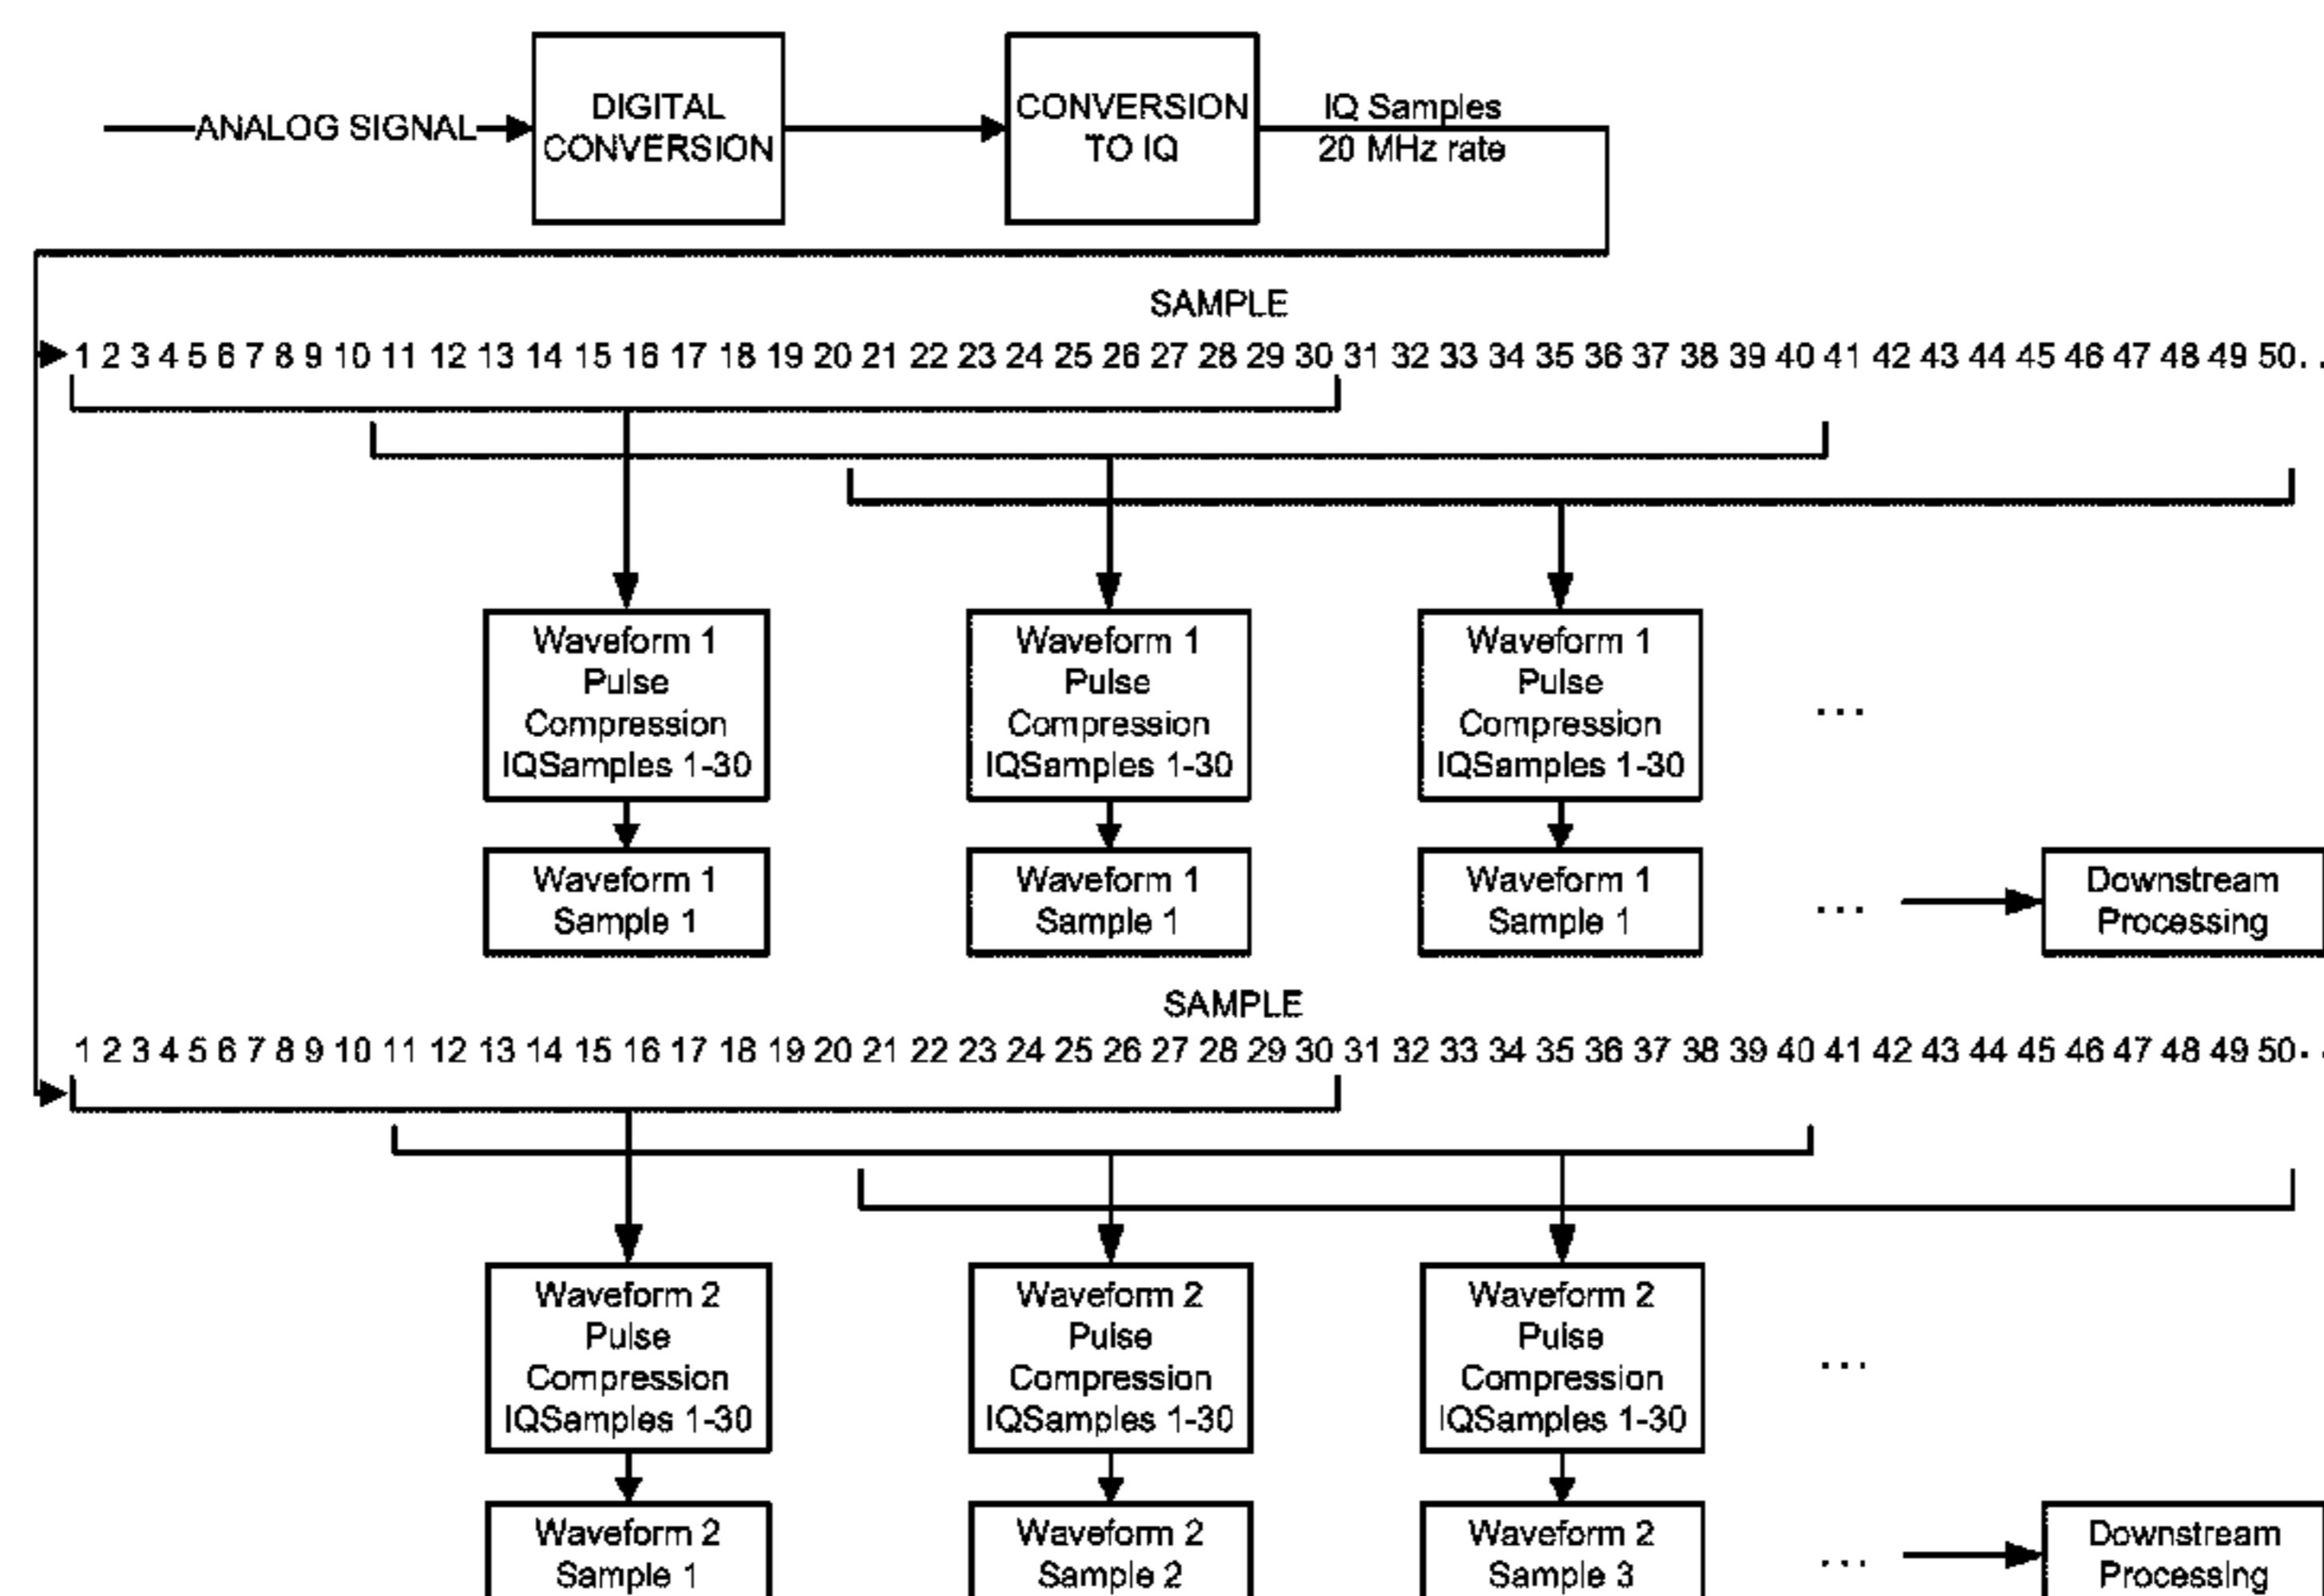 ANALOG SIGNAL
DIGITAL
CONVERSION
CONVERSION
TO IQ
IQ Samples
20 MHz rate
SAMPLE
1 2 3 4 5 6 7 8 9 10 11 12 13 14 15 16 17 18 19 20 21 22 23 24 25 26 27 28 29 30 31 32 33 34 35 36 37 38 39 40 41 42 43 44 45 46 47 48 49 50. .
Waveform 1
Pulse
Compression
IQSamples 1-30
Waveform 1
Pulse
Compression
IQSamples 1-30
Waveform 1
Pulse
Compression
IQSamples 1-30
...
Waveform 1
Sample 1
Waveform 1
Sample 1
Waveform 1
Sample 1
...
Downstream
Processing
SAMPLE
1 2 3 4 5 6 7 8 9 10 11 12 13 14 15 16 17 18 19 20 21 22 23 24 25 26 27 28 29 30 31 32 33 34 35 36 37 38 39 40 41 42 43 44 45 46 47 48 49 50. .
Waveform 2
Pulse
Compression
IQSamples 1-30
Waveform 2
Pulse
Compression
IQSamples 1-30
Waveform 2
Pulse
Compression
IQSamples 1-30
...
Waveform 2
Sample 1
Waveform 2
Sample 2
Waveform 2
Sample 3
...
Downstream
Processing